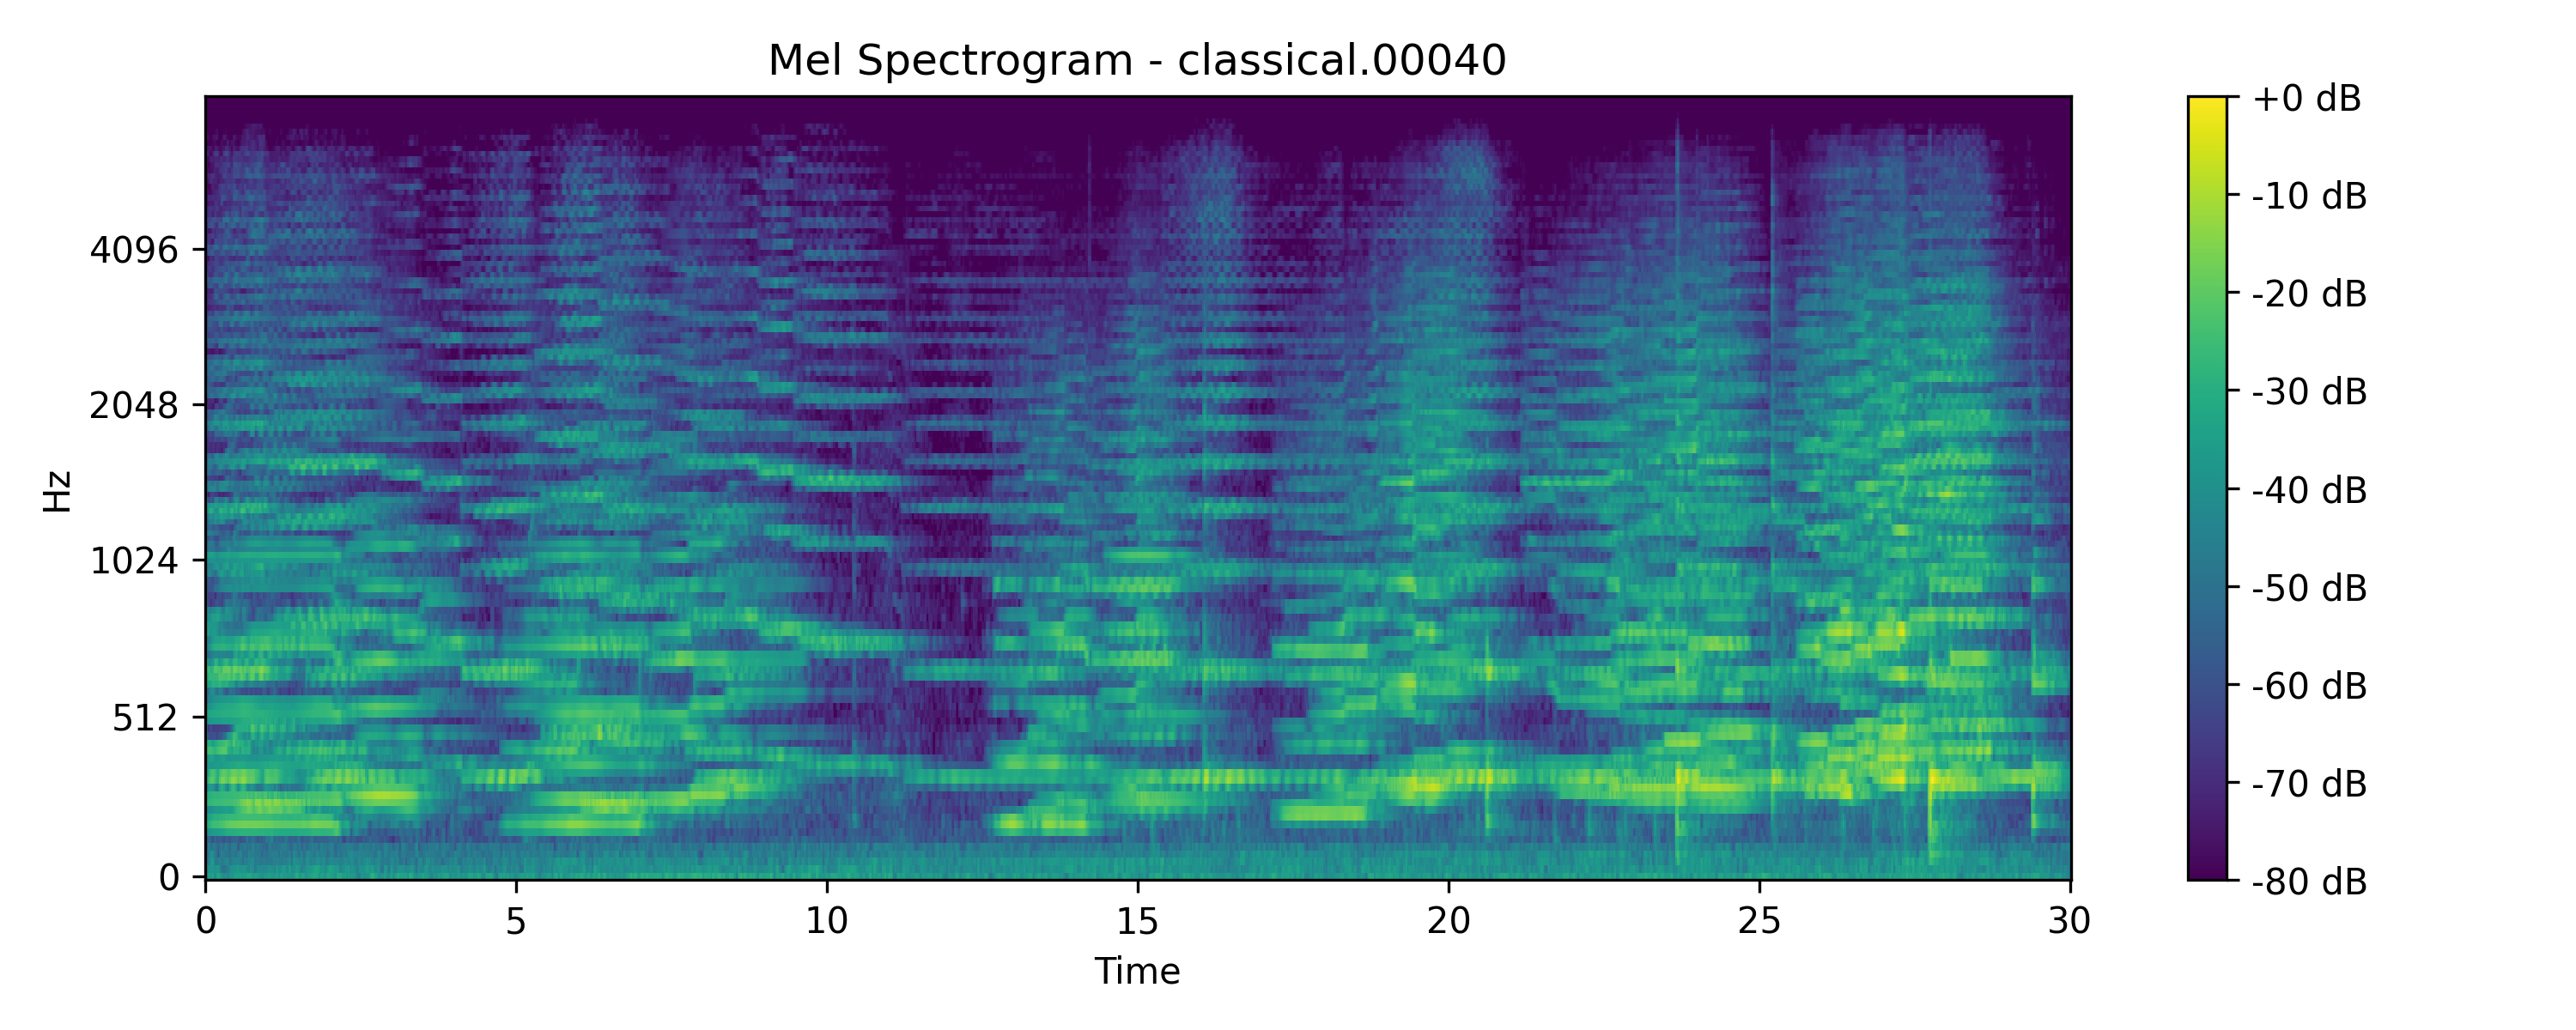 Mel Spectrogram - classical.00040
Hz
4096
2048
1024
512
0
0 5 10 15 20 25 30
Time
+0 dB
-10 dB
-20 dB
-30 dB
-40 dB
-50 dB
-60 dB
-70 dB
-80 dB